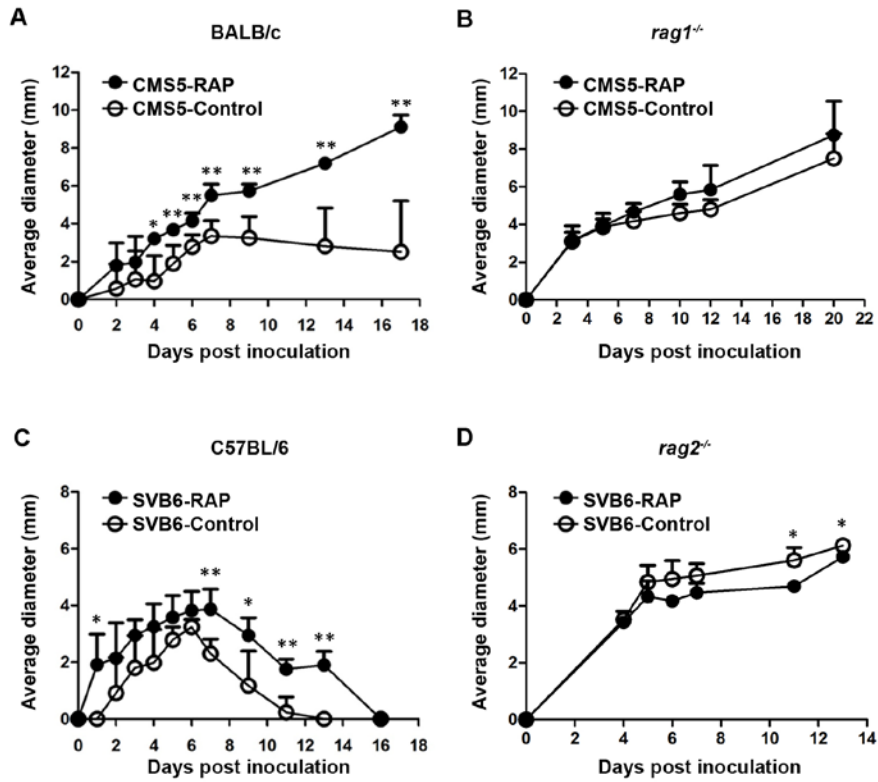 A
BALB/c
CMS5-RAP
CMS5-Control
Average diameter (mm)
12
10
8
6
4
2
0
* ** ** ** ** ** **
0 2 4 6 8 10 12 14 16 18
Days post inoculation
B
rag1-/-
CMS5-RAP
CMS5-Control
Average diameter (mm)
12
10
8
6
4
2
0
0 2 4 6 8 10 12 14 16 18 20 22
Days post inoculation
C
C57BL/6
SVB6-RAP
SVB6-Control
Average diameter (mm)
8
6
4
2
0
* ** * ** **
0 2 4 6 8 10 12 14 16 18
Days post inoculation
D
rag2-/-
SVB6-RAP
SVB6-Control
Average diameter (mm)
8
6
4
2
0
* *
0 2 4 6 8 10 12 14
Days post inoculation